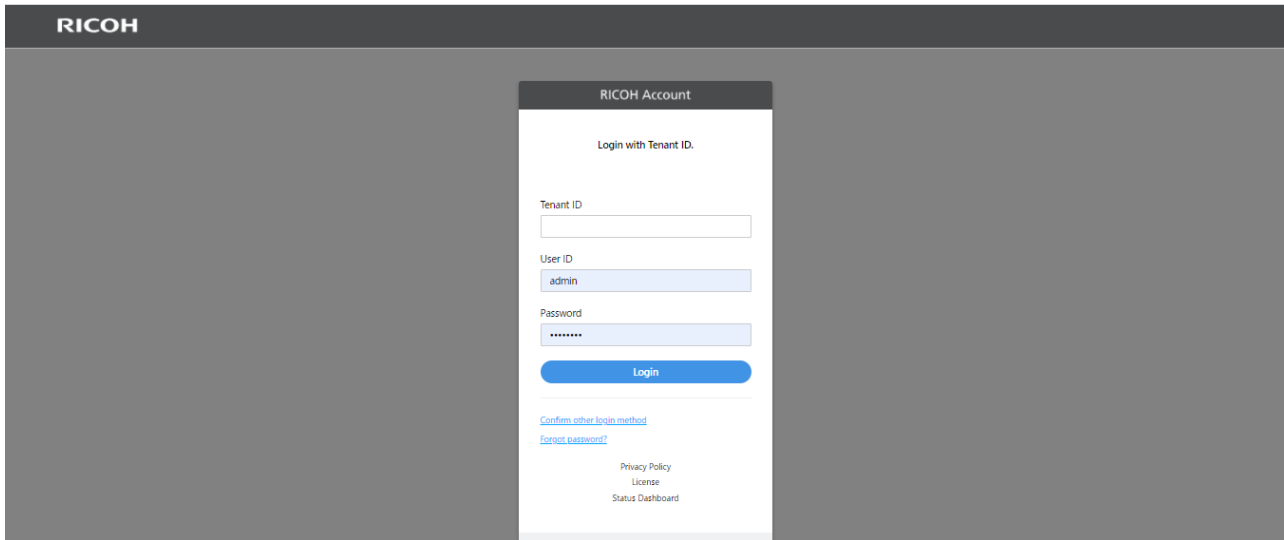 RICOH
RICOH Account
Login with Tenant ID.
Tenant ID
User ID
admin
Password
••••••••
Login
Confirm other login method
Forgot password?
Privacy Policy
License
Status Dashboard